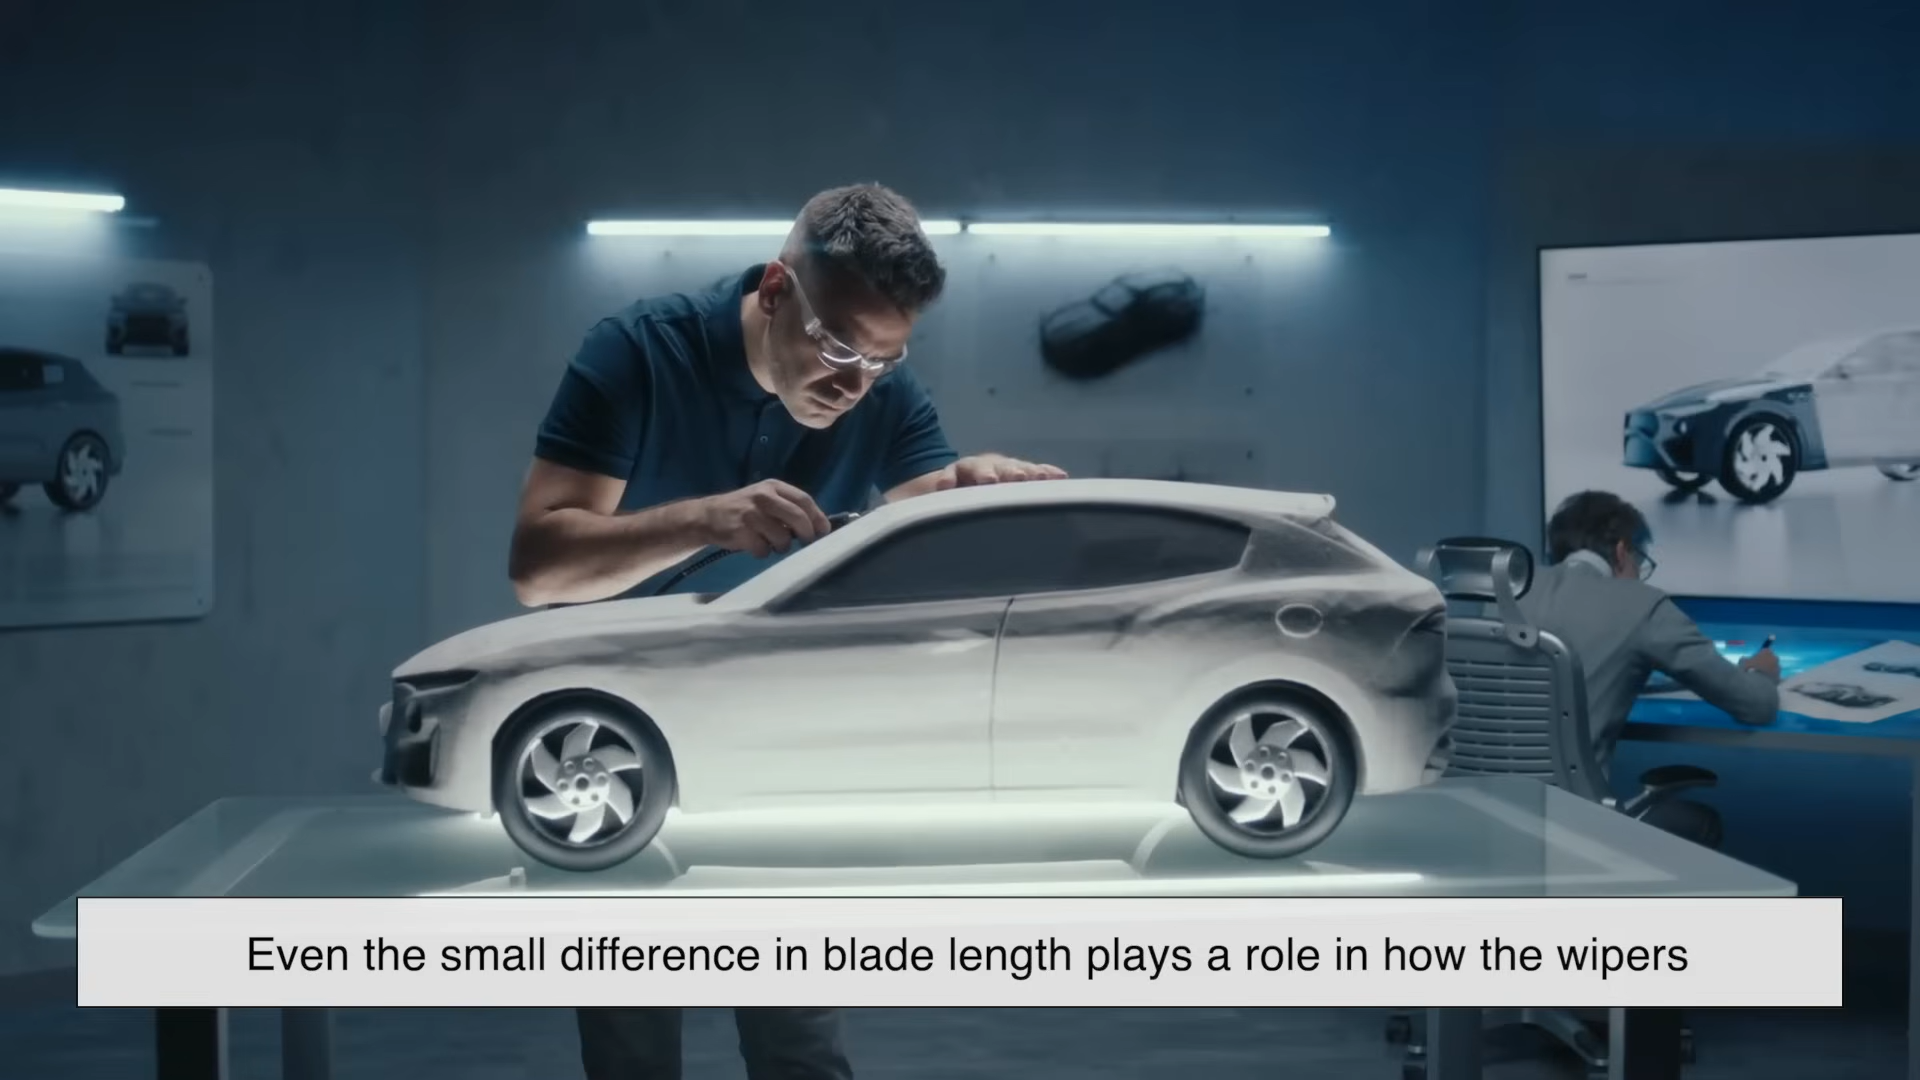 Even the small difference in blade length plays a role in how the wipers